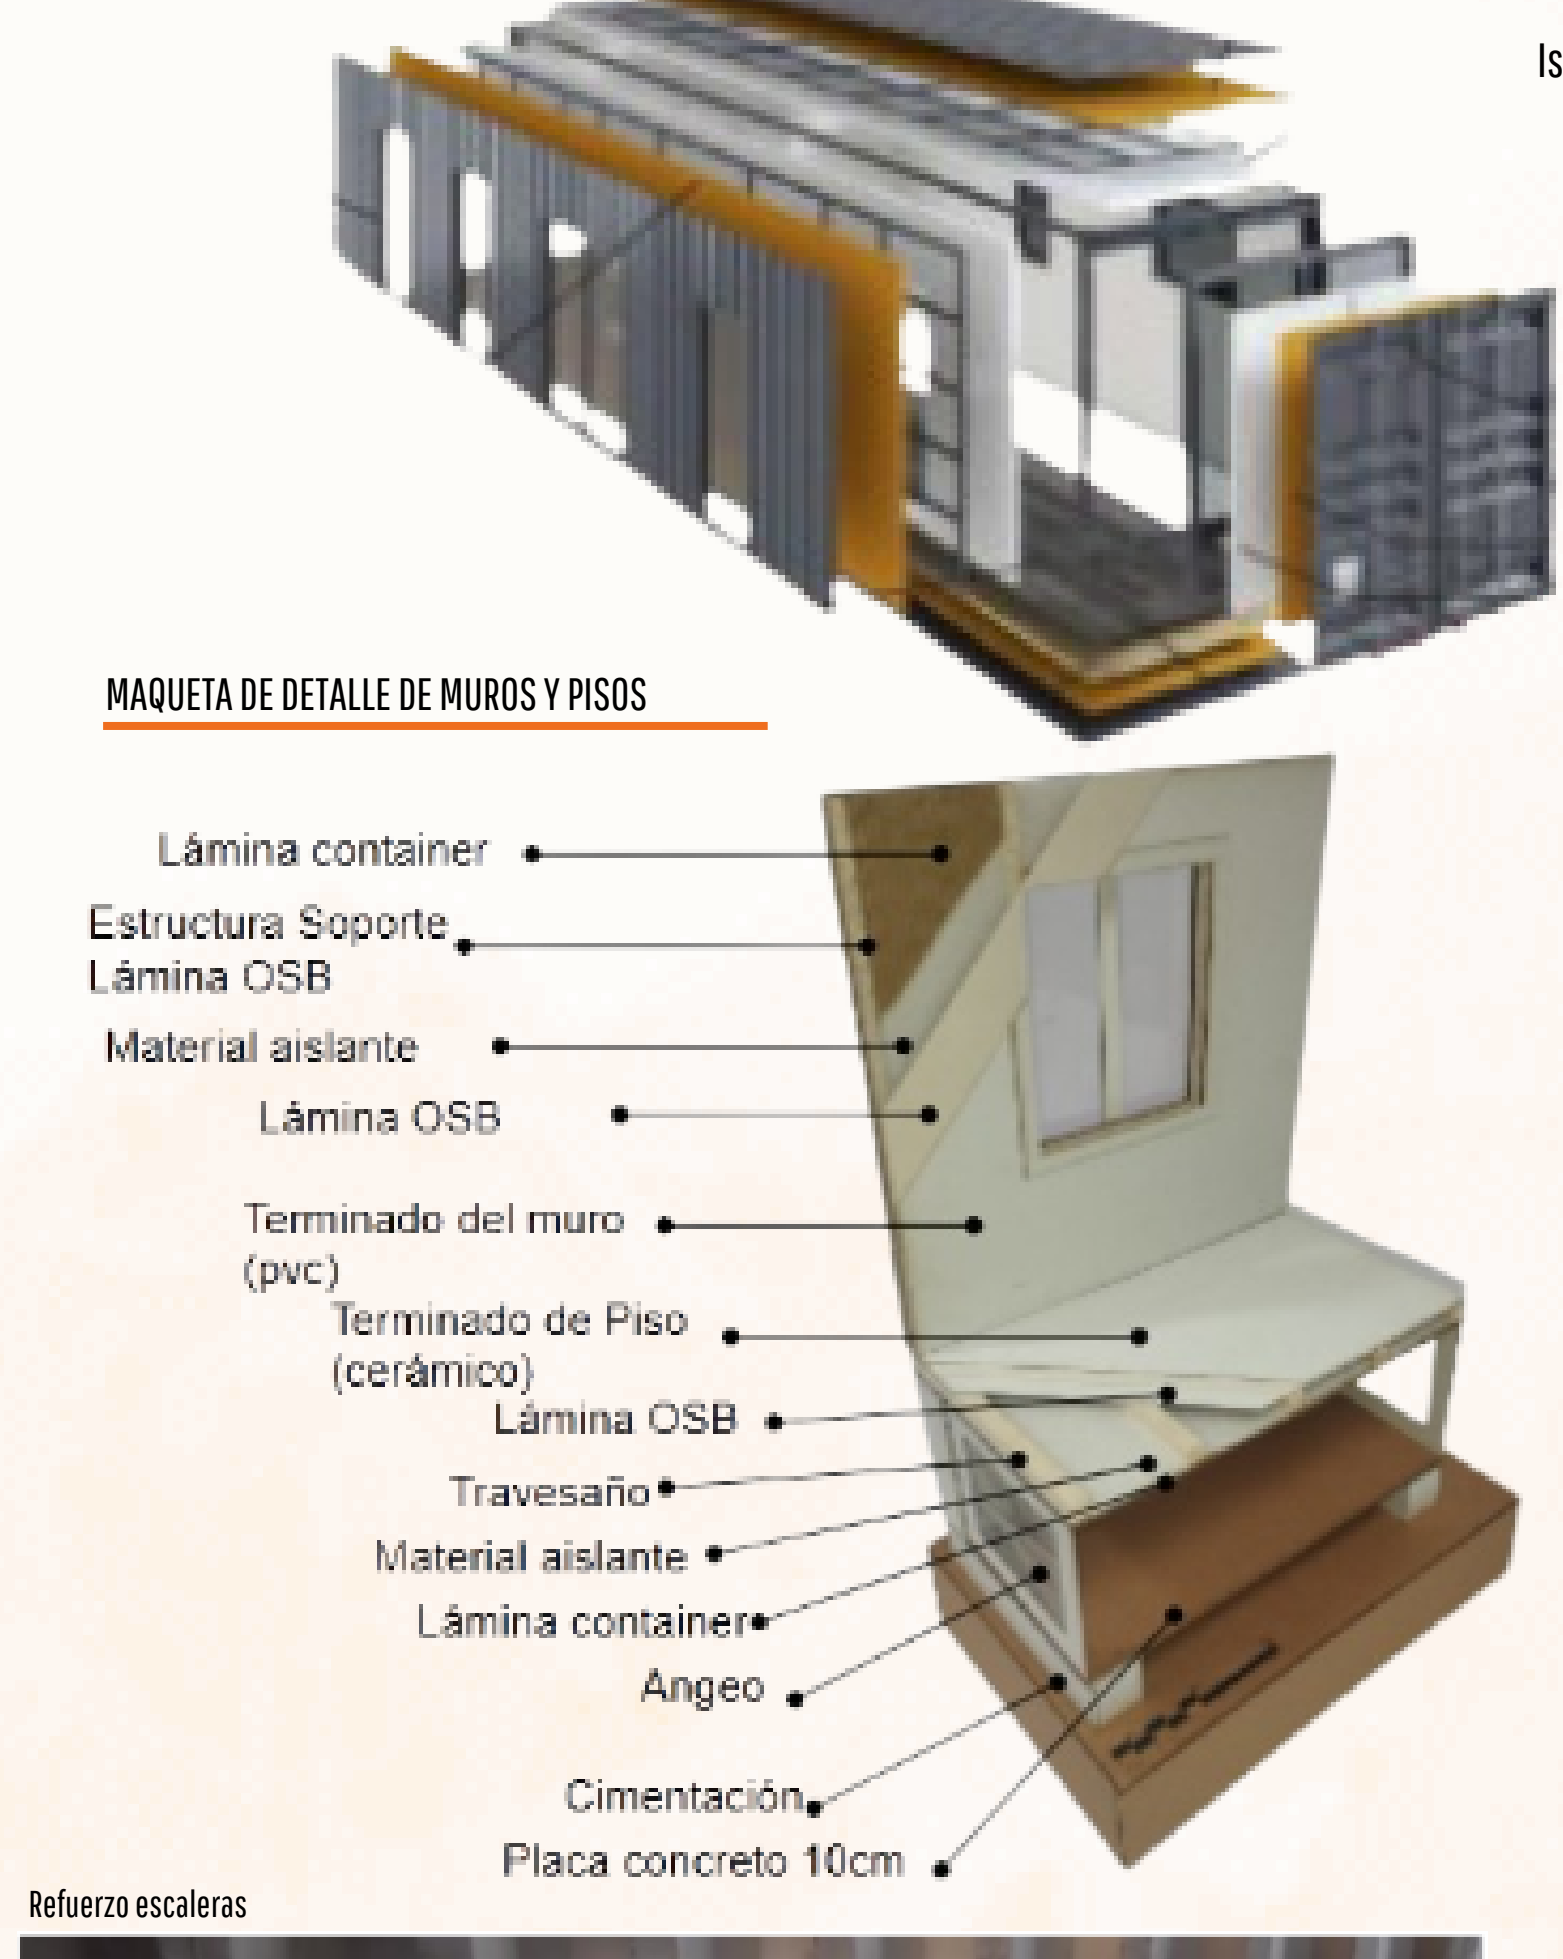 Is
MAQUETA DE DETALLE DE MUROS Y PISOS
Lámina container
Estructura Soporte
Lámina OSB
Material aislante
Lámina OSB
Terminado del muro
(pvc)
Terminado de Piso
(cerámico)
Lámina OSB
Travesaño
Material aislante
Lámina container
Angeo
Cimentación
Placa concreto 10cm
Refuerzo escaleras